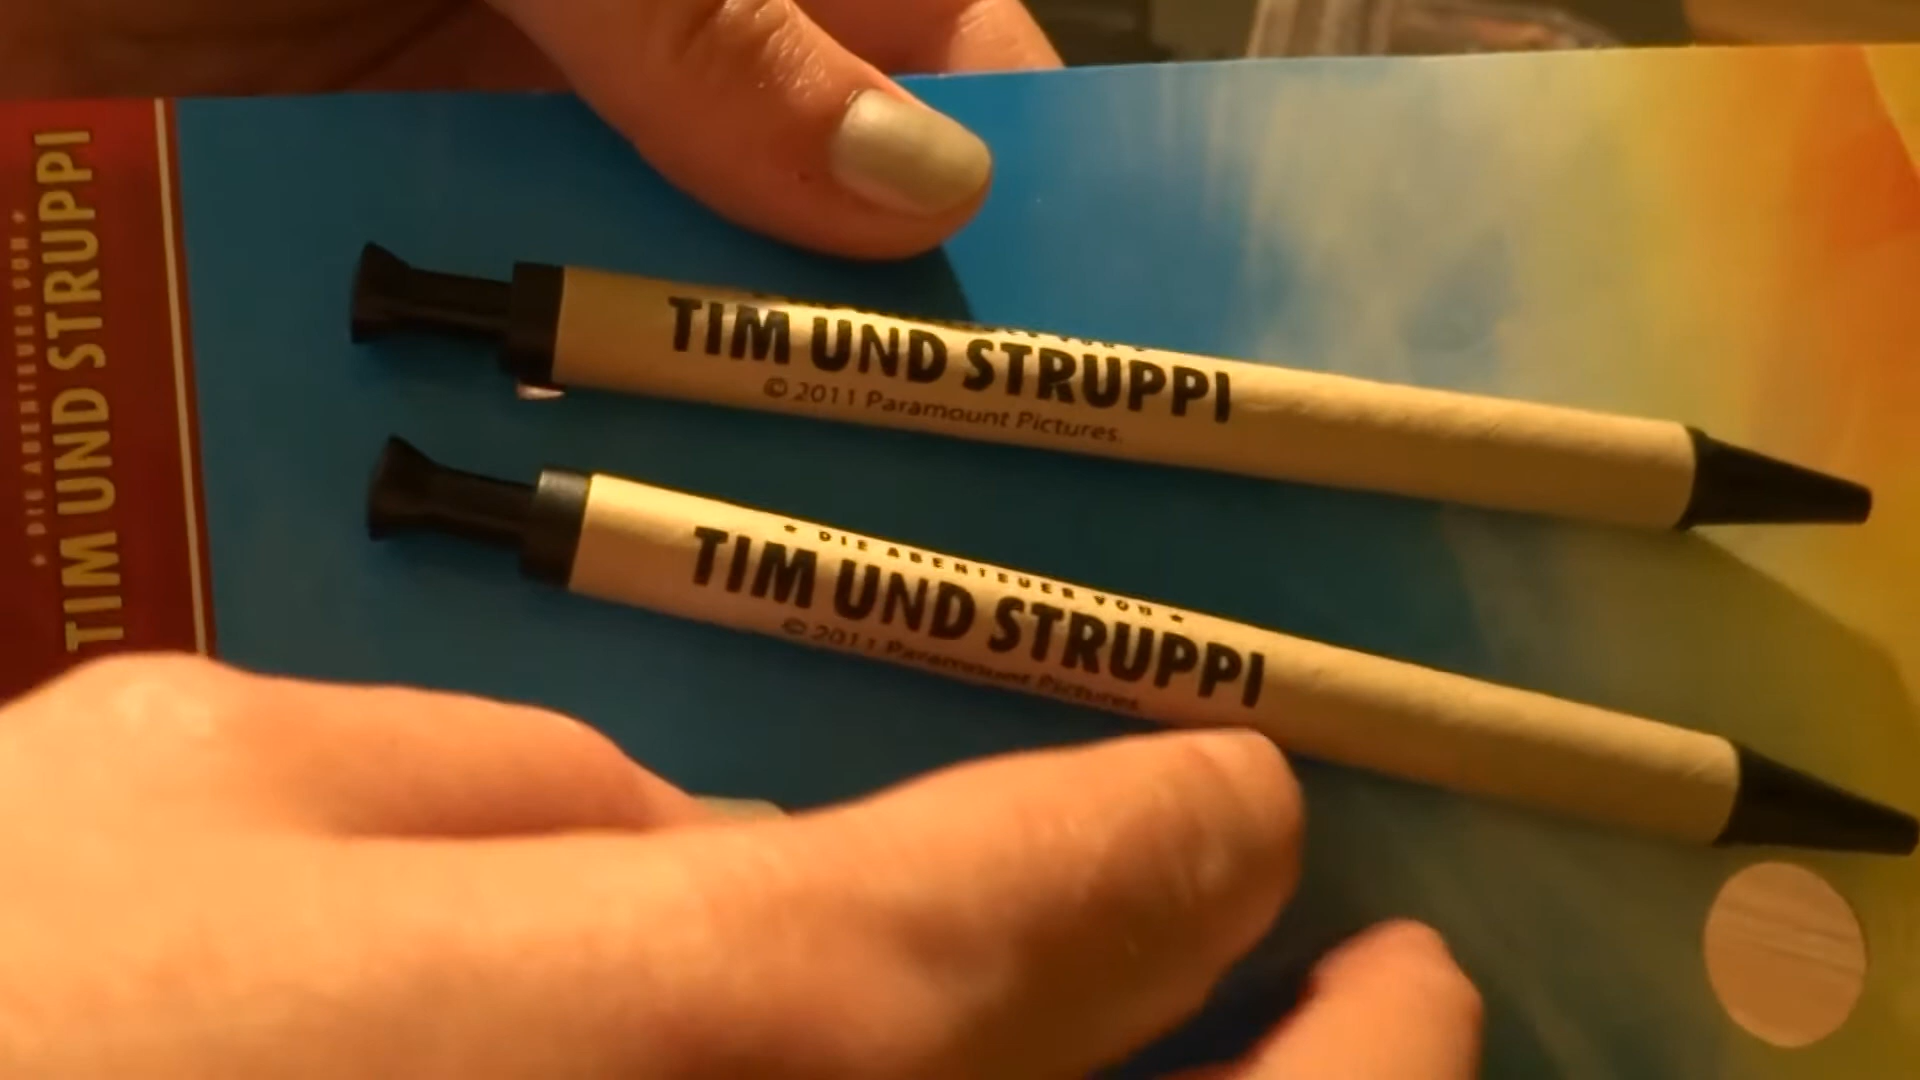 * DIE ABENTEUER VON *
TIM UND STRUPPI
TIM UND STRUPPI
© 2011 Paramount Pictures.
* DIE ABENTEUER VON *
TIM UND STRUPPI
© 2011 Paramount Pictures.